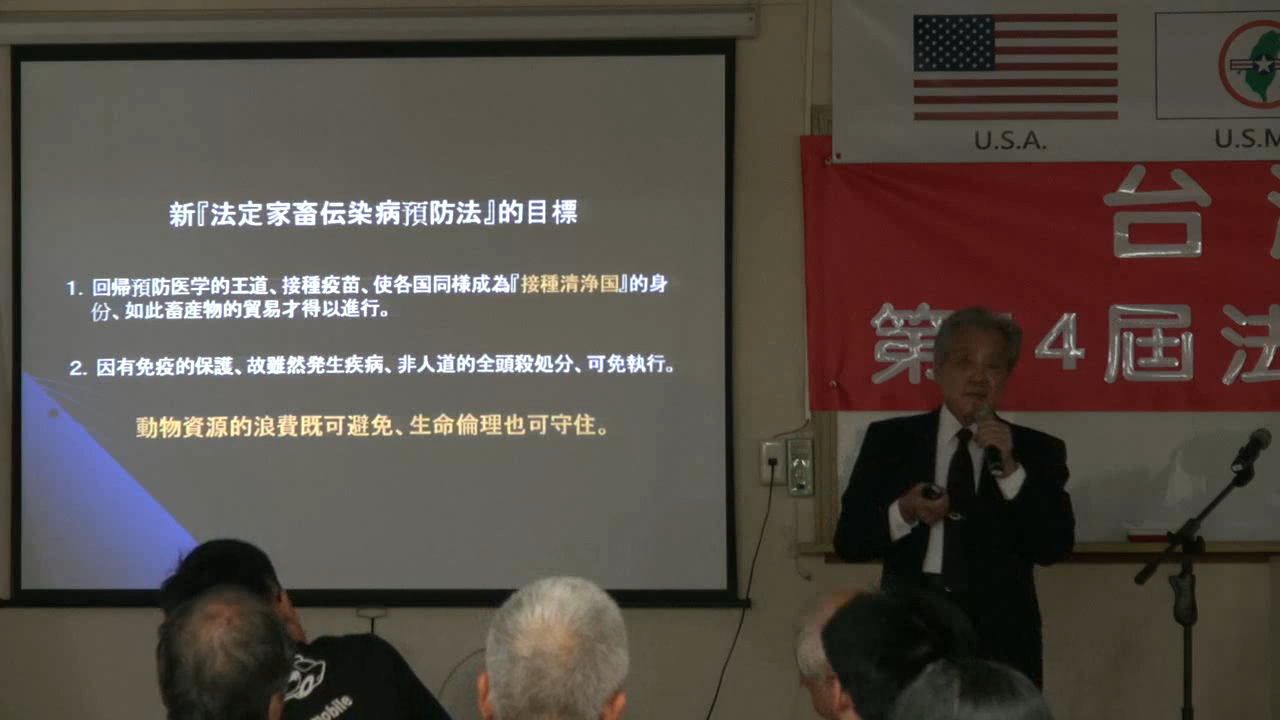 新『法定家畜伝染病預防法』的目標
1. 回帰預防医学的王道、接種疫苗、使各国同様成為『接種清浄国』的身
份、如此畜産物的貿易才得以進行。
2. 因有免疫的保護、故雖然発生疾病、非人道的全頭殺処分、可免執行。
動物資源的浪費既可避免、生命倫理也可守住。
U.S.A.
U.S.M
台
第 4屆法
obile